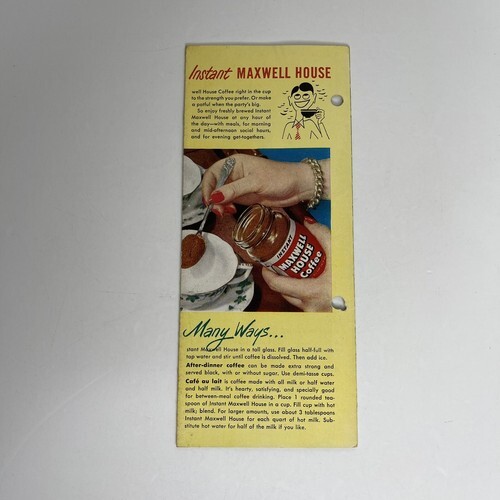 Instant MAXWELL HOUSE
well House Coffee right in the cup
to the strength you prefer. Or make
a potful when the party's big.
So enjoy freshly brewed Instant
Maxwell House at any hour of
the day—with meals, for morning
and mid-afternoon social hours,
and for evening get-togethers.
INSTANT
MAXWELL
HOUSE
Coffee
Many Ways...
stant Maxwell House in a tall glass. Fill glass half-full with
tap water and stir until coffee is dissolved. Then add ice.
After-dinner coffee can be made extra strong and
served black, with or without sugar. Use demi-tasse cups.
Café au lait is coffee made with all milk or half water
and half milk. It's hearty, satisfying, and specially good
for between-meal coffee drinking. Place 1 rounded tea-
spoon of Instant Maxwell House in a cup. Fill cup with hot
milk; blend. For larger amounts, use about 3 tablespoons
Instant Maxwell House for each quart of hot milk. Sub-
stitute hot water for half of the milk if you like.